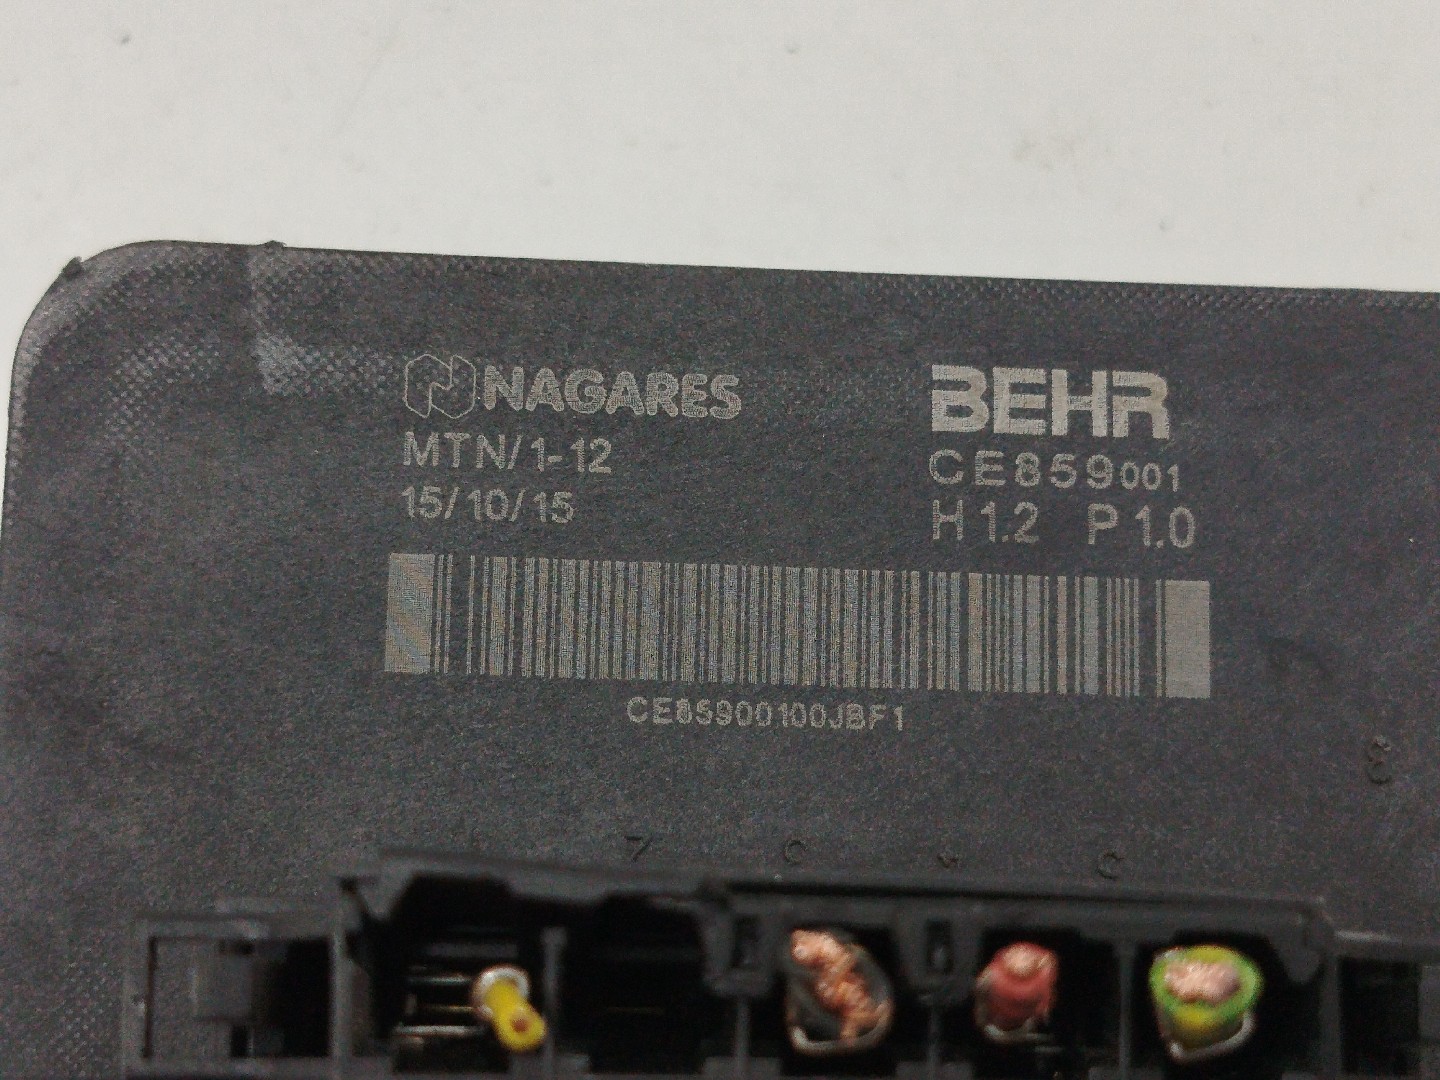 NAGARES
MTN/1-12
15/10/15
BEHR
CE859001
H1.2 P1.0
CE85900100JBF1